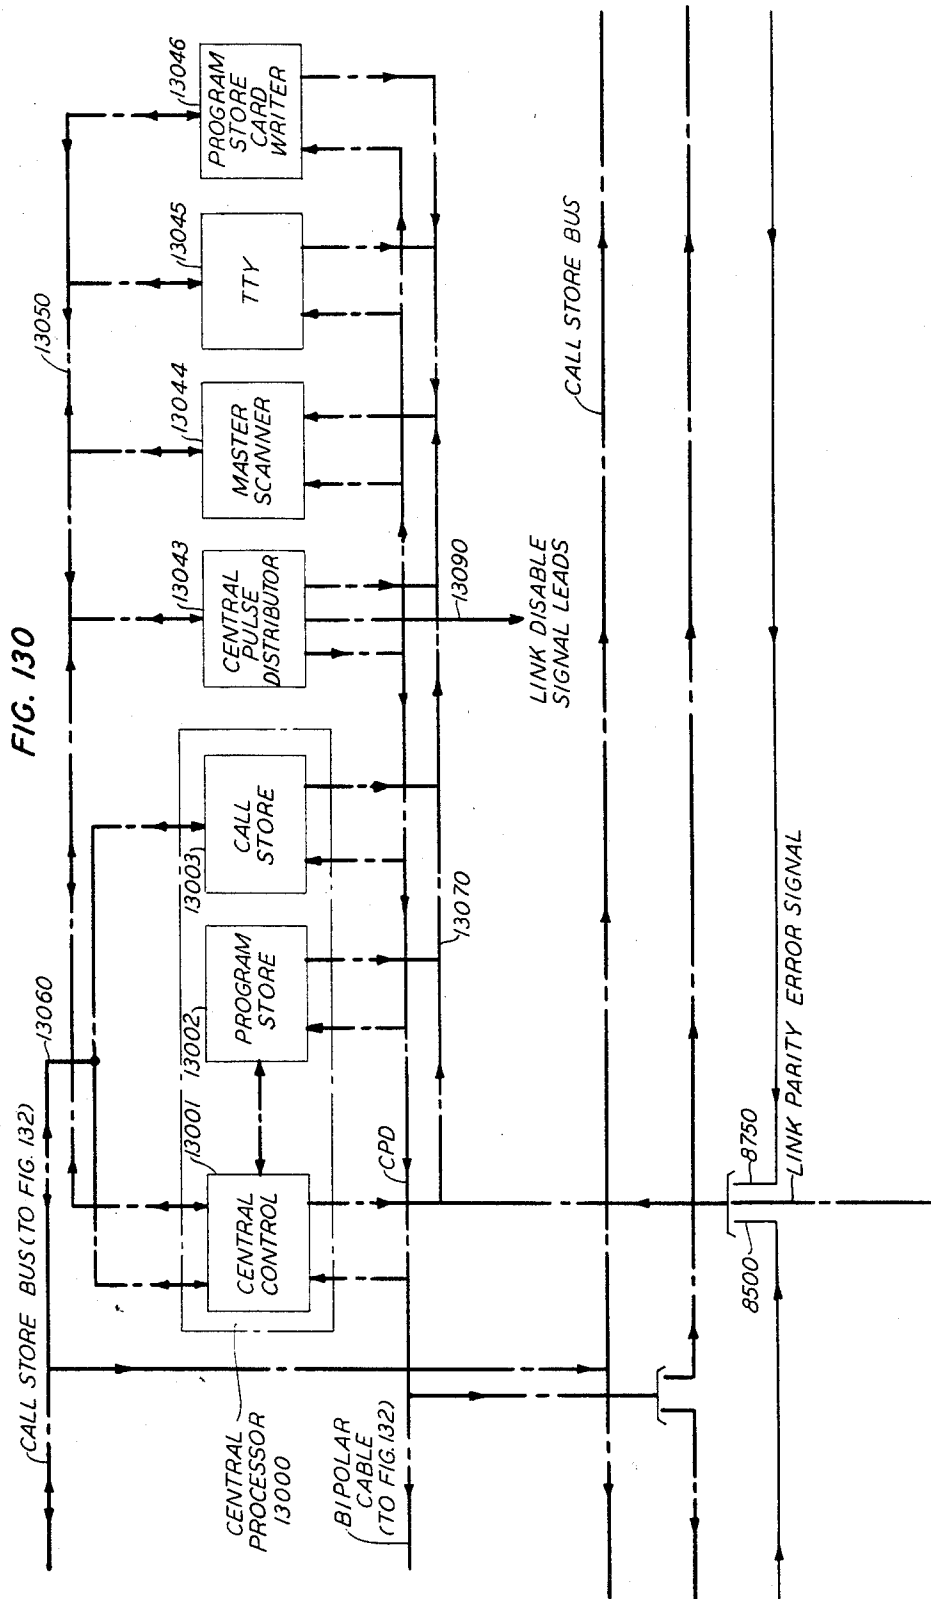 FIG. 130
CALL STORE BUS (TO FIG. 132)
13060
13050
13001
CENTRAL
CONTROL
13002
PROGRAM
STORE
13003
CALL
STORE
13043
CENTRAL
PULSE
DISTRIBUTOR
13044
MASTER
SCANNER
13045
TTY
13046
PROGRAM
STORE
CARD
WRITER
CENTRAL
PROCESSOR
13000
BIPOLAR
CABLE
(TO FIG. 132)
CPD
13070
13090
LINK DISABLE
SIGNAL LEADS
CALL STORE BUS
8500
8750
LINK PARITY ERROR SIGNAL